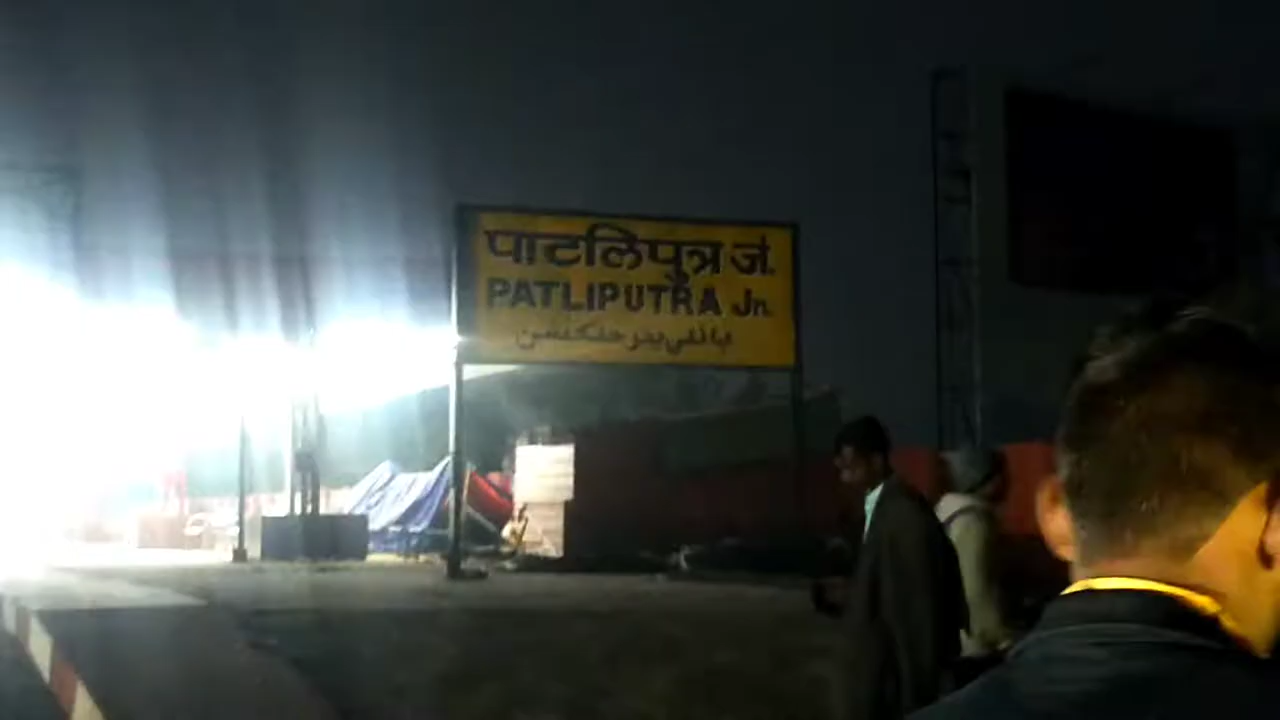 पाटलिपुत्र जं.
PATLIPUTRA Jn.
پاٹلی پتر جنکشن